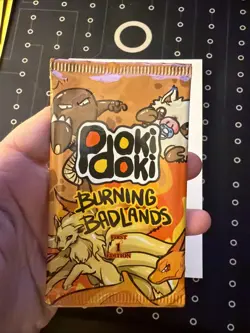 Doki
doki
BURNING
BADLANDS
FIRST
1
EDITION